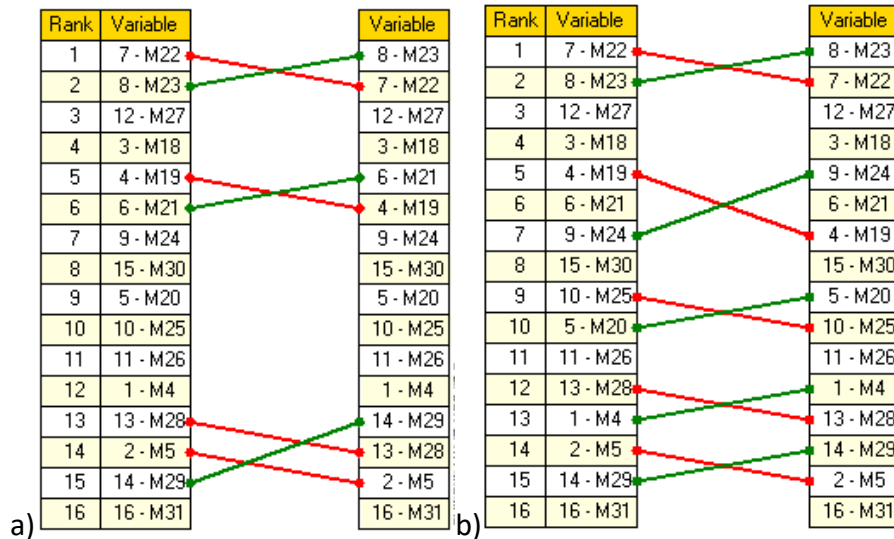 Rank Variable Variable
1 7 - M22 8 - M23
2 8 - M23 7 - M22
3 12 - M27 12 - M27
4 3 - M18 3 - M18
5 4 - M19 6 - M21
6 6 - M21 4 - M19
7 9 - M24 9 - M24
8 15 - M30 15 - M30
9 5 - M20 5 - M20
10 10 - M25 10 - M25
11 11 - M26 11 - M26
12 1 - M4 1 - M4
13 13 - M28 14 - M29
14 2 - M5 13 - M28
15 14 - M29 2 - M5
16 16 - M31 16 - M31
a)
Rank Variable Variable
1 7 - M22 8 - M23
2 8 - M23 7 - M22
3 12 - M27 12 - M27
4 3 - M18 3 - M18
5 4 - M19 9 - M24
6 6 - M21 6 - M21
7 9 - M24 4 - M19
8 15 - M30 15 - M30
9 10 - M25 5 - M20
10 5 - M20 10 - M25
11 11 - M26 11 - M26
12 13 - M28 1 - M4
13 1 - M4 13 - M28
14 2 - M5 14 - M29
15 14 - M29 2 - M5
16 16 - M31 16 - M31
b)